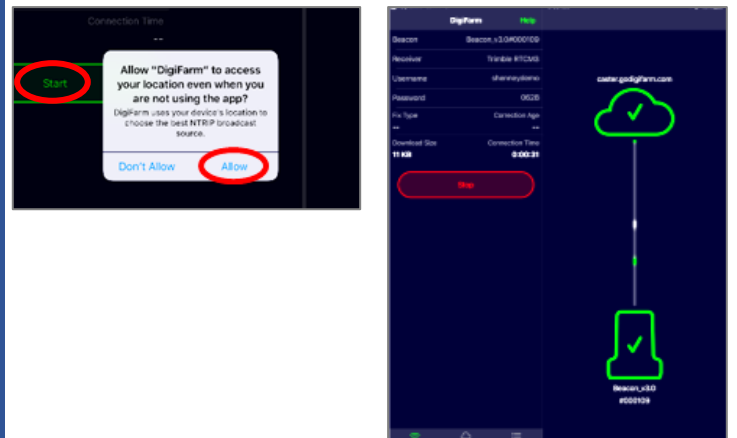 Connection Time
--
Start
Allow "DigiFarm" to access
your location even when you
are not using the app?
DigiFarm uses your device's location to
choose the best NTRIP broadcast
source.
Don't Allow Allow
DigiFarm Help
Beacon Beacon_v3.0#000109
Receiver Trimble RTCM3
Username
Password 0628
Fix Type Correction Age
-- --
Download Size Connection Time
11 KB 0:00:31
Stop
caster.godigifarm.com
Beacon_v3.0
#000109